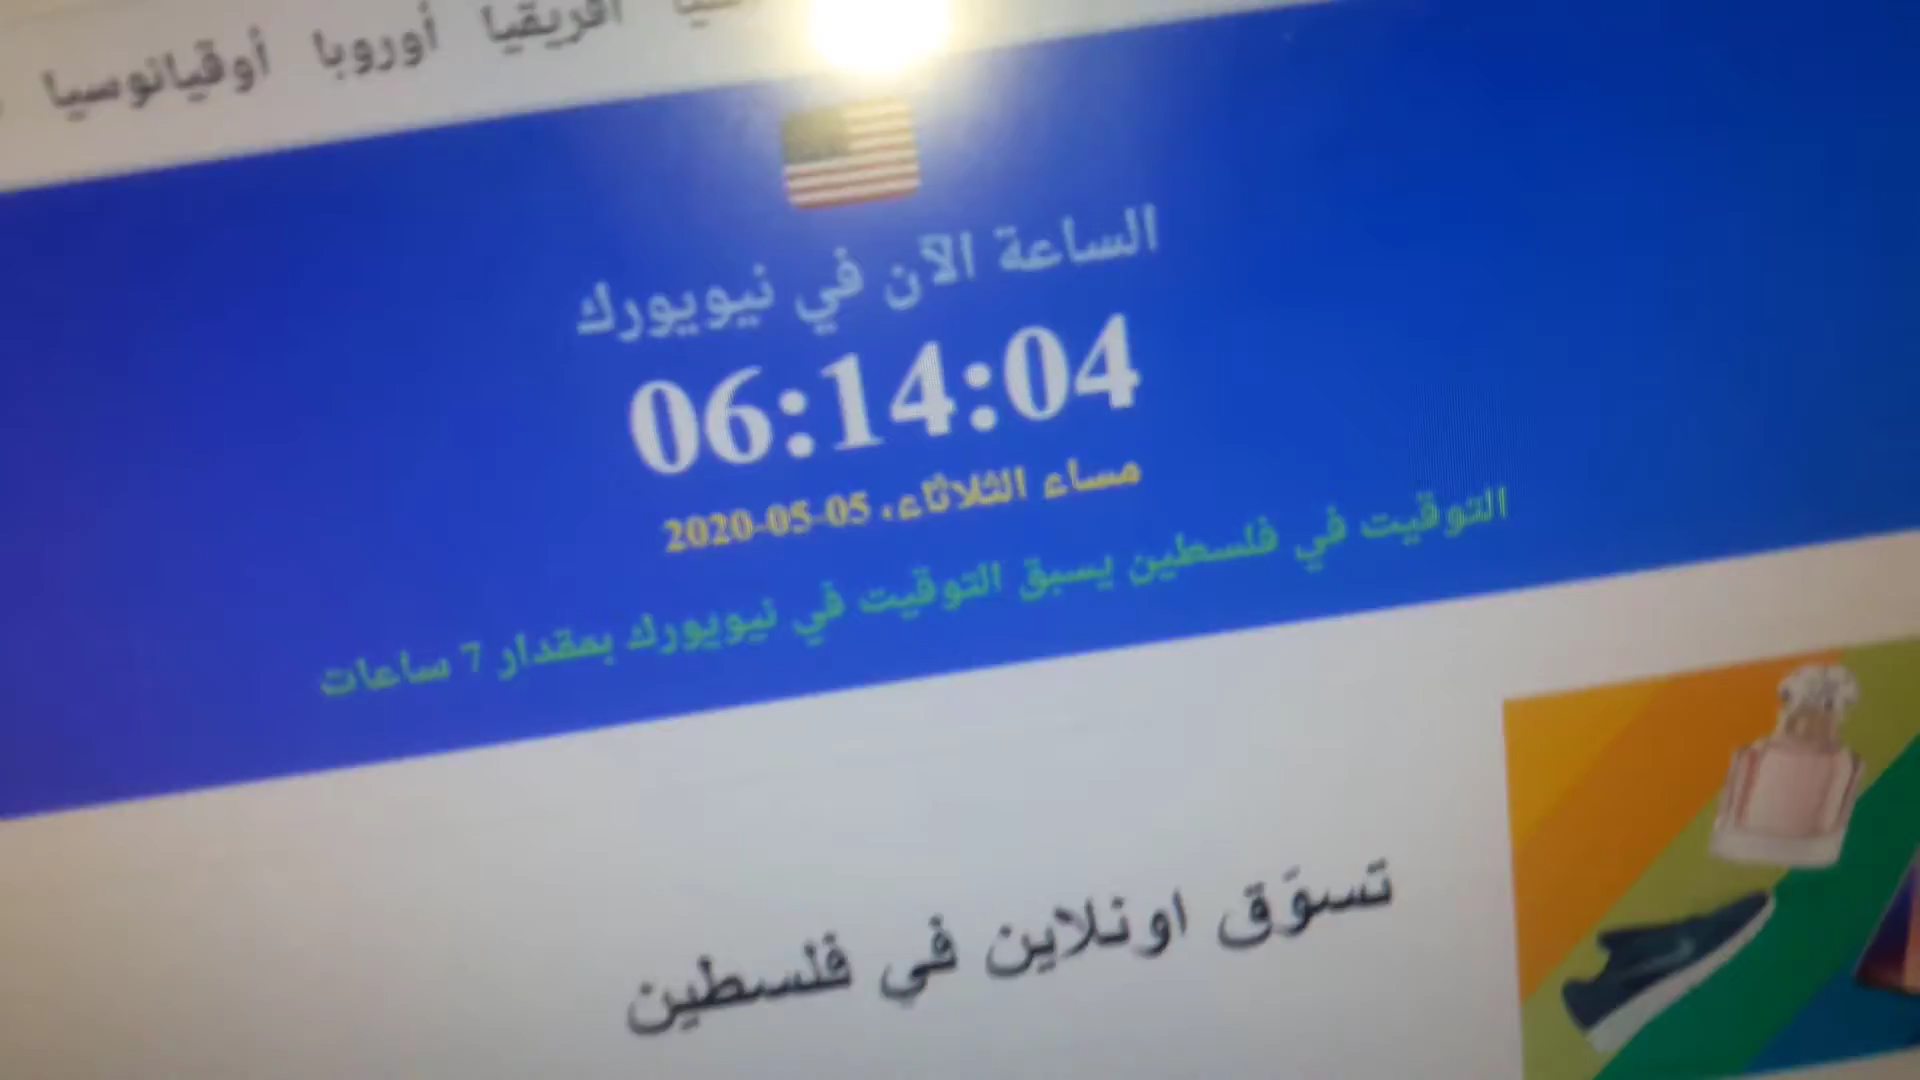 أفريقيا أوروبا أوقيانوسيا
الساعة الآن في نيويورك
06:14:04
مساء الثلاثاء، 05-05-2020
التوقيت في فلسطين يسبق التوقيت في نيويورك بمقدار 7 ساعات
تسوَّق اونلاين في فلسطين